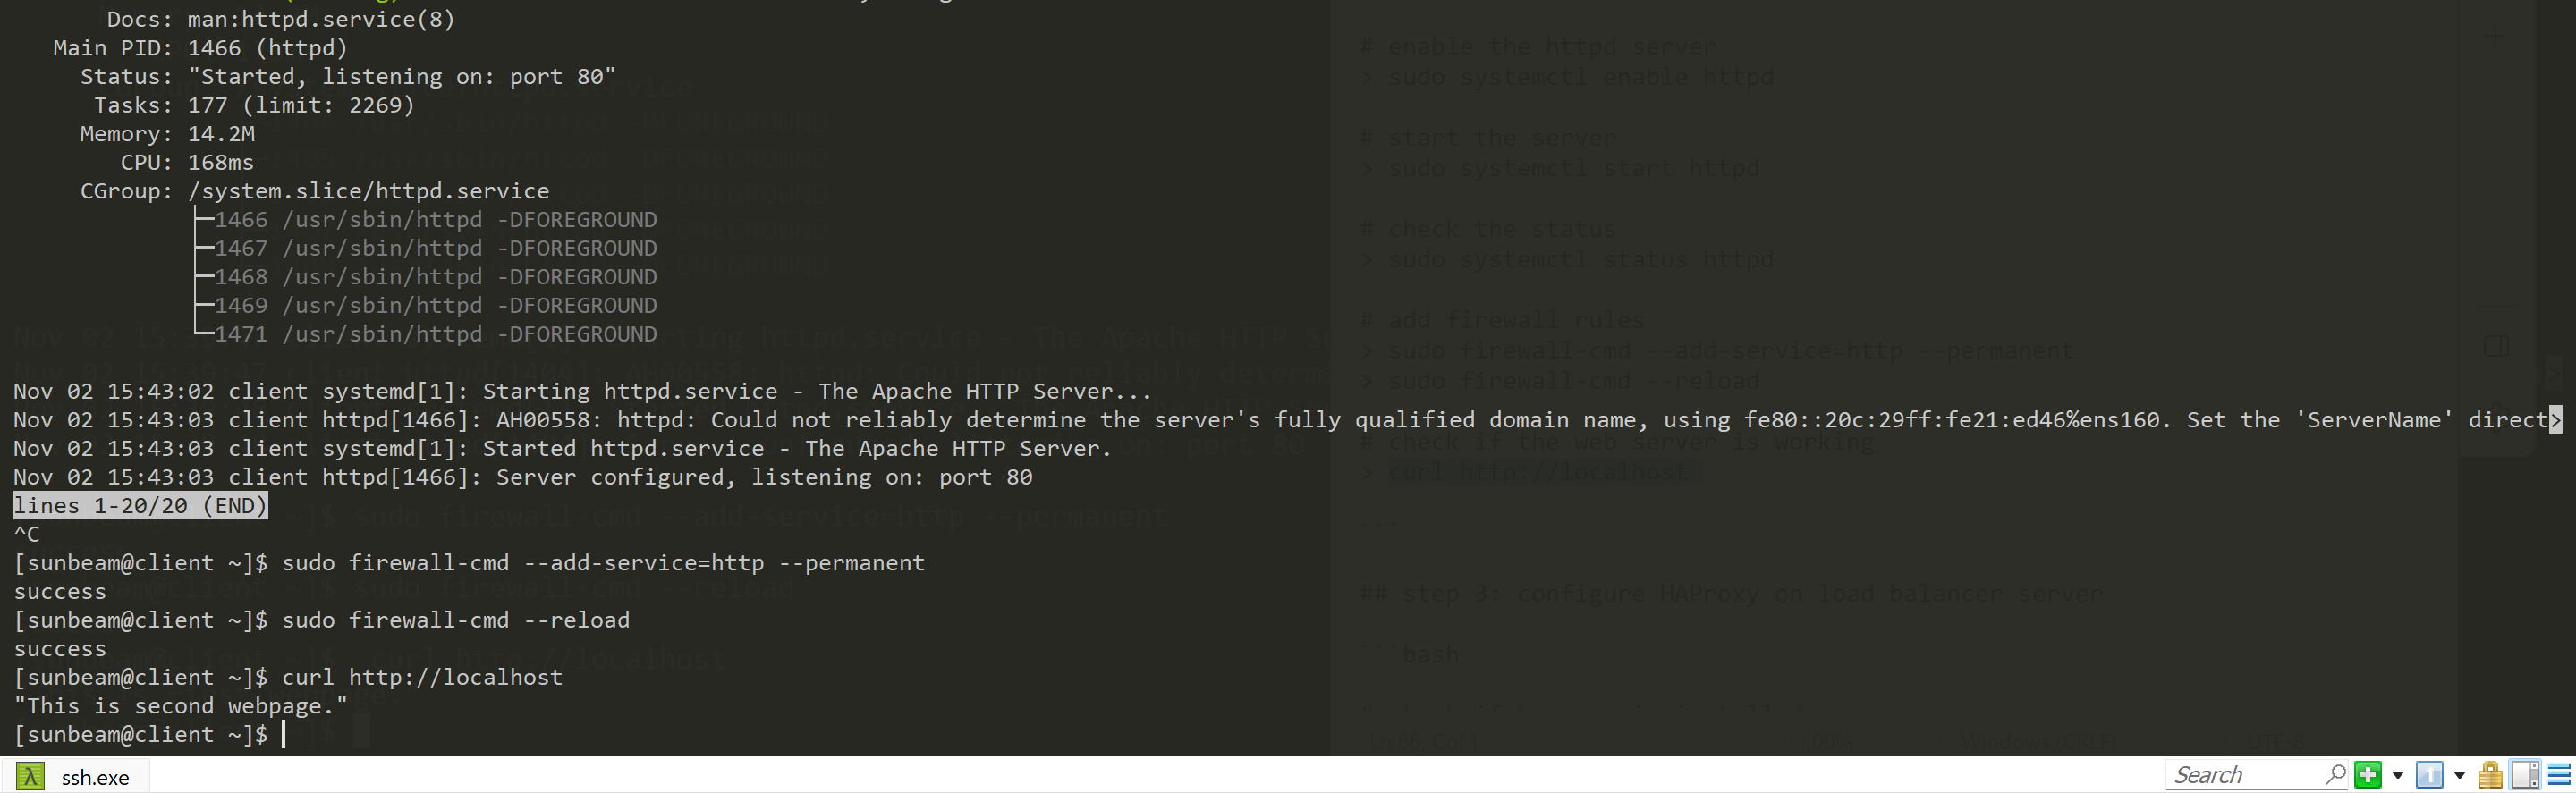 Docs: man:httpd.service(8)
Main PID: 1466 (httpd)
Status: "Started, listening on: port 80"
Tasks: 177 (limit: 2269)
Memory: 14.2M
CPU: 168ms
CGroup: /system.slice/httpd.service
├─1466 /usr/sbin/httpd -DFOREGROUND
├─1467 /usr/sbin/httpd -DFOREGROUND
├─1468 /usr/sbin/httpd -DFOREGROUND
├─1469 /usr/sbin/httpd -DFOREGROUND
└─1471 /usr/sbin/httpd -DFOREGROUND
Nov 02 15:43:02 client systemd[1]: Starting httpd.service - The Apache HTTP Server...
Nov 02 15:43:03 client httpd[1466]: AH00558: httpd: Could not reliably determine the server's fully qualified domain name, using fe80::20c:29ff:fe21:ed46%ens160. Set the 'ServerName' direct>
Nov 02 15:43:03 client systemd[1]: Started httpd.service - The Apache HTTP Server.
Nov 02 15:43:03 client httpd[1466]: Server configured, listening on: port 80
lines 1-20/20 (END)
^C
[sunbeam@client ~]$ sudo firewall-cmd --add-service=http --permanent
success
[sunbeam@client ~]$ sudo firewall-cmd --reload
success
[sunbeam@client ~]$ curl http://localhost
"This is second webpage."
[sunbeam@client ~]$
# enable the httpd server
> sudo systemctl enable httpd
# start the server
> sudo systemctl start httpd
# check the status
> sudo systemctl status httpd
# add firewall rules
> sudo firewall-cmd --add-service=http --permanent
> sudo firewall-cmd --reload
# check if the web server is working
> curl http://localhost
```
## step 3: configure HAProxy on load balancer server
```bash
Ln 66, Col 1
100%
Windows (CRLF)
UTF-8
ssh.exe
Search
1